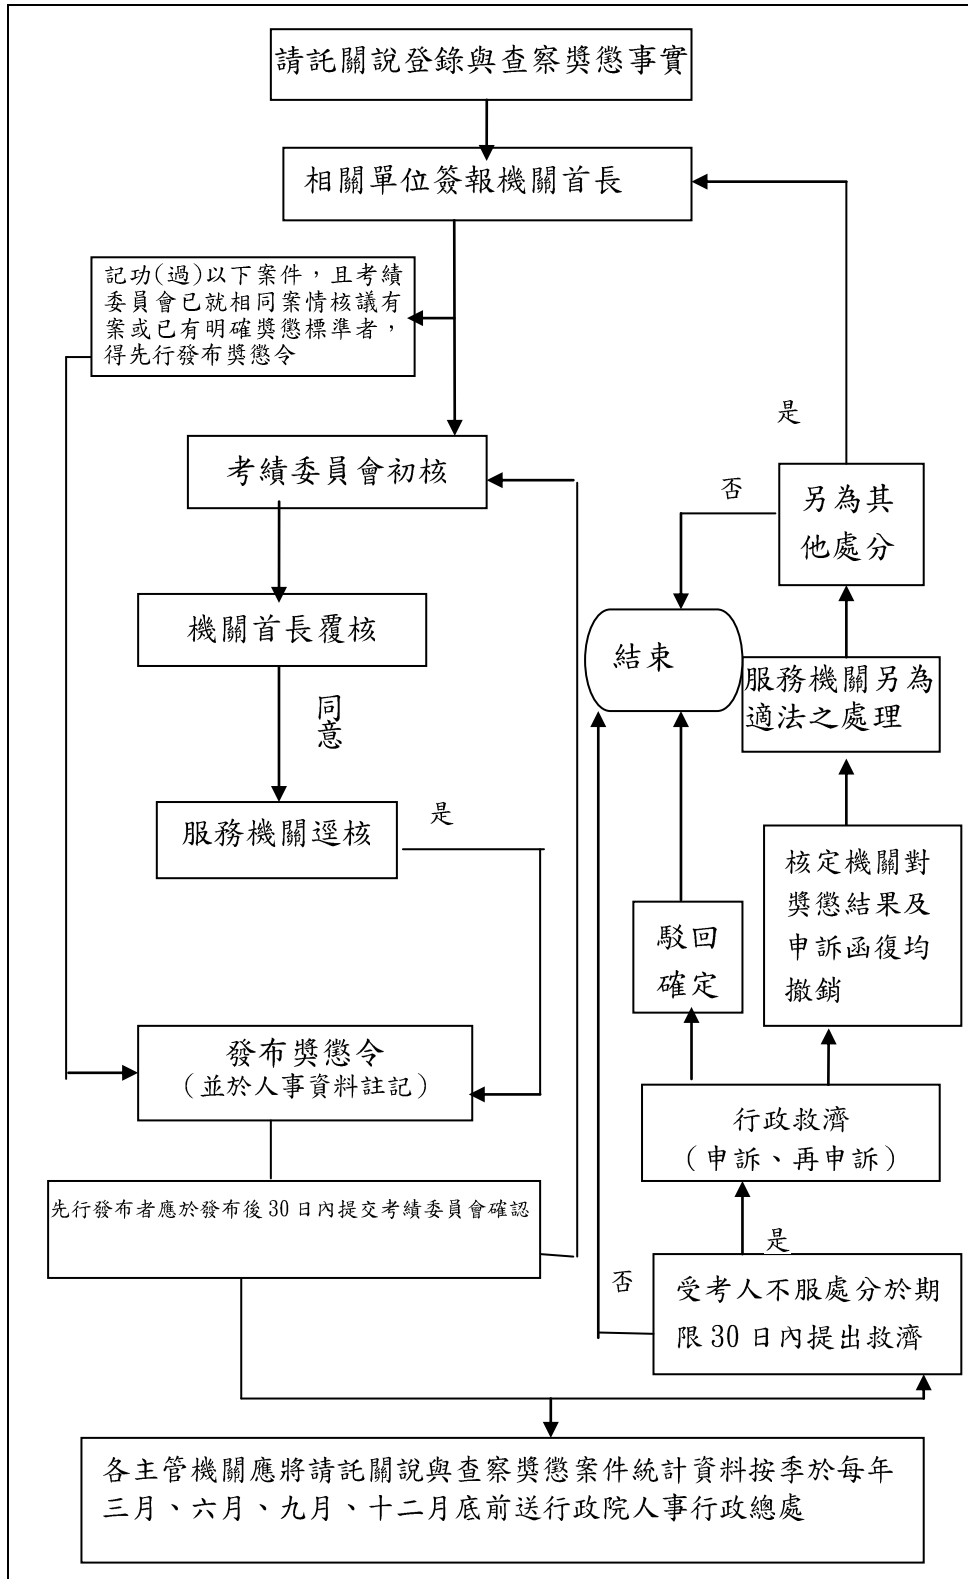 請託關說登錄與查察獎懲事實
相關單位簽報機關首長
記功(過)以下案件，且考績
委員會已就相同案情核議有
案或已有明確獎懲標準者，
得先行發布獎懲令
是
考績委員會初核
否
另為其
他處分
機關首長覆核
結束
服務機關另為
適法之處理
同
意
服務機關逕核
是
核定機關對
獎懲結果及
申訴函復均
撤銷
駁回
確定
發布獎懲令
（並於人事資料註記）
行政救濟
（申訴、再申訴）
先行發布者應於發布後30日內提交考績委員會確認
是
否
受考人不服處分於期
限30日內提出救濟
各主管機關應將請託關說與查察獎懲案件統計資料按季於每年
三月、六月、九月、十二月底前送行政院人事行政總處